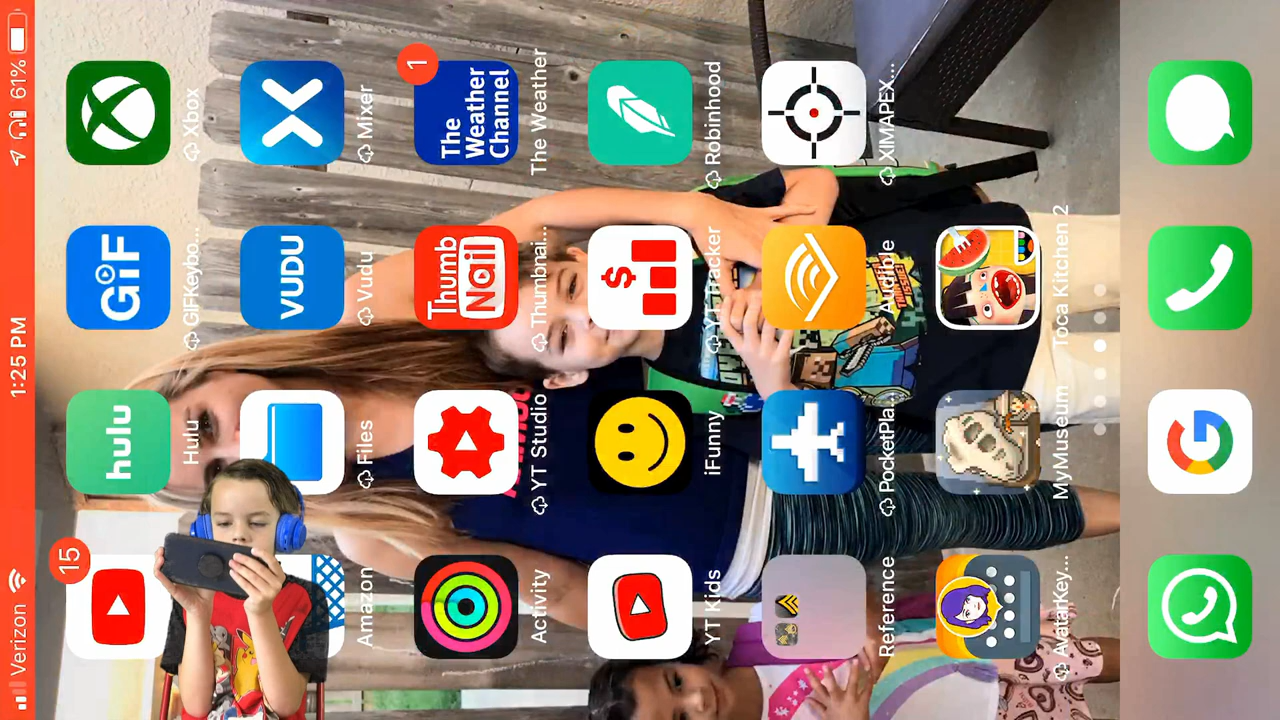 Verizon 1:25 PM 61%
15
hulu
GIF
Hulu GIFKeybo... Xbox
VUDU
Amazon Files Vudu Mixer
1
Thumb
Nail
The
Weather
Channel
Activity YT Studio Thumbnai... The Weather
$
YT Kids iFunny YTTracker Robinhood
Reference PocketPla... Audible XIMAPEX...
AvatarKey... MyMuseum Toca Kitchen 2
G